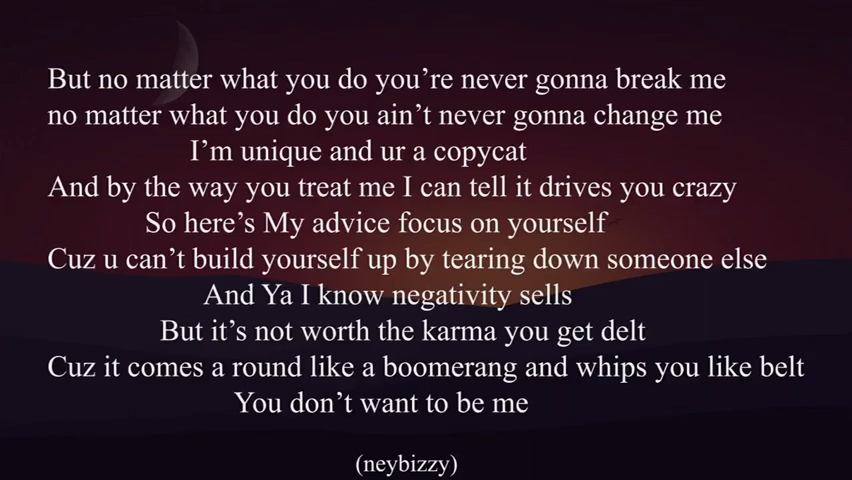 But no matter what you do you’re never gonna break me
no matter what you do you ain’t never gonna change me
I’m unique and ur a copycat
And by the way you treat me I can tell it drives you crazy
So here’s My advice focus on yourself
Cuz u can’t build yourself up by tearing down someone else
And Ya I know negativity sells
But it’s not worth the karma you get delt
Cuz it comes a round like a boomerang and whips you like belt
You don’t want to be me
(neybizzy)